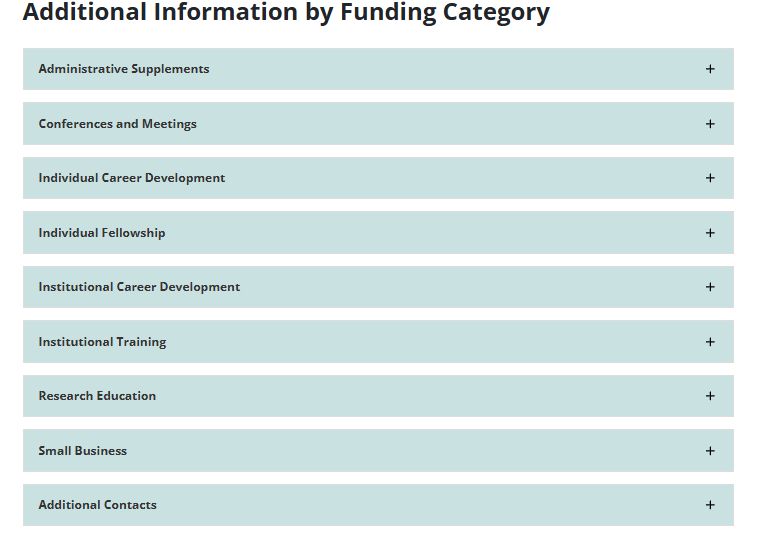 Additional Information by Funding Category
Administrative Supplements +
Conferences and Meetings +
Individual Career Development +
Individual Fellowship +
Institutional Career Development +
Institutional Training +
Research Education +
Small Business +
Additional Contacts +